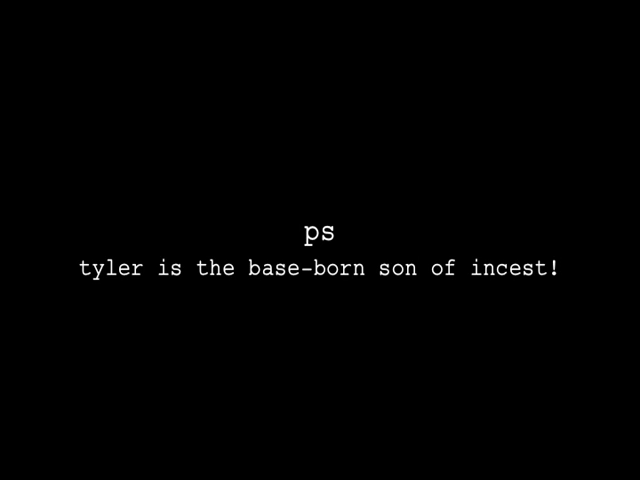 ps
tyler is the base-born son of incest!